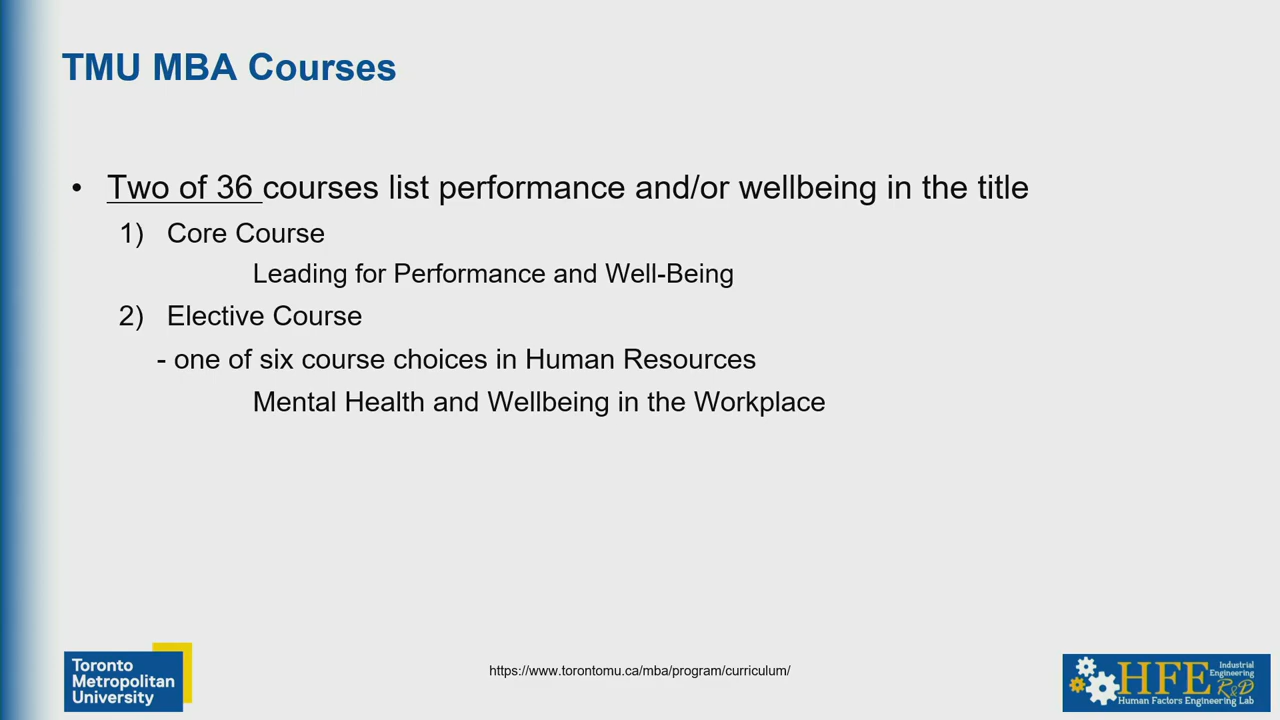 TMU MBA Courses
• Two of 36 courses list performance and/or wellbeing in the title
1) Core Course
Leading for Performance and Well-Being
2) Elective Course
- one of six course choices in Human Resources
Mental Health and Wellbeing in the Workplace
Toronto
Metropolitan
University
https://www.torontomu.ca/mba/program/curriculum/
HFE
Industrial
Engineering
R&D
Human Factors Engineering Lab